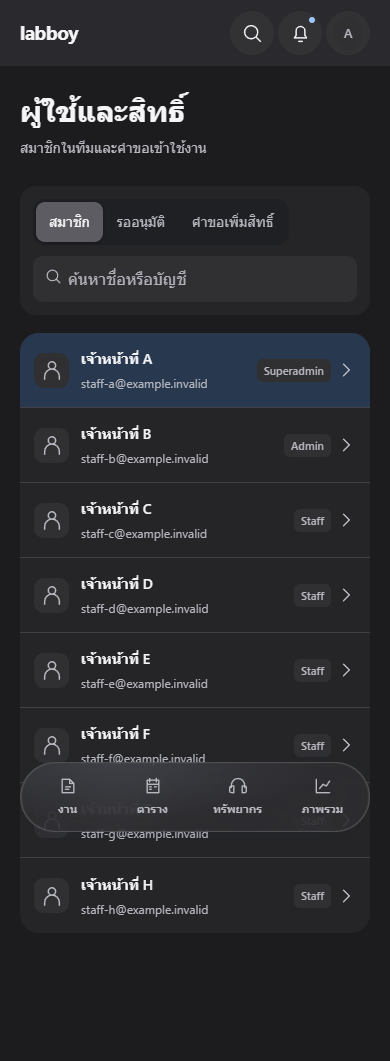 labboy
A
ผู้ใช้และสิทธิ์
สมาชิกในทีมและคำขอเข้าใช้งาน
สมาชิก รออนุมัติ คำขอเพิ่มสิทธิ์
ค้นหาชื่อหรือบัญชี
เจ้าหน้าที่ A
staff-a@example.invalid
Superadmin
เจ้าหน้าที่ B
staff-b@example.invalid
Admin
เจ้าหน้าที่ C
staff-c@example.invalid
Staff
เจ้าหน้าที่ D
staff-d@example.invalid
Staff
เจ้าหน้าที่ E
staff-e@example.invalid
Staff
เจ้าหน้าที่ F
staff-f@example.invalid
Staff
งาน ตาราง ทรัพยากร ภาพรวม
staff-g@example.invalid
เจ้าหน้าที่ H
staff-h@example.invalid
Staff